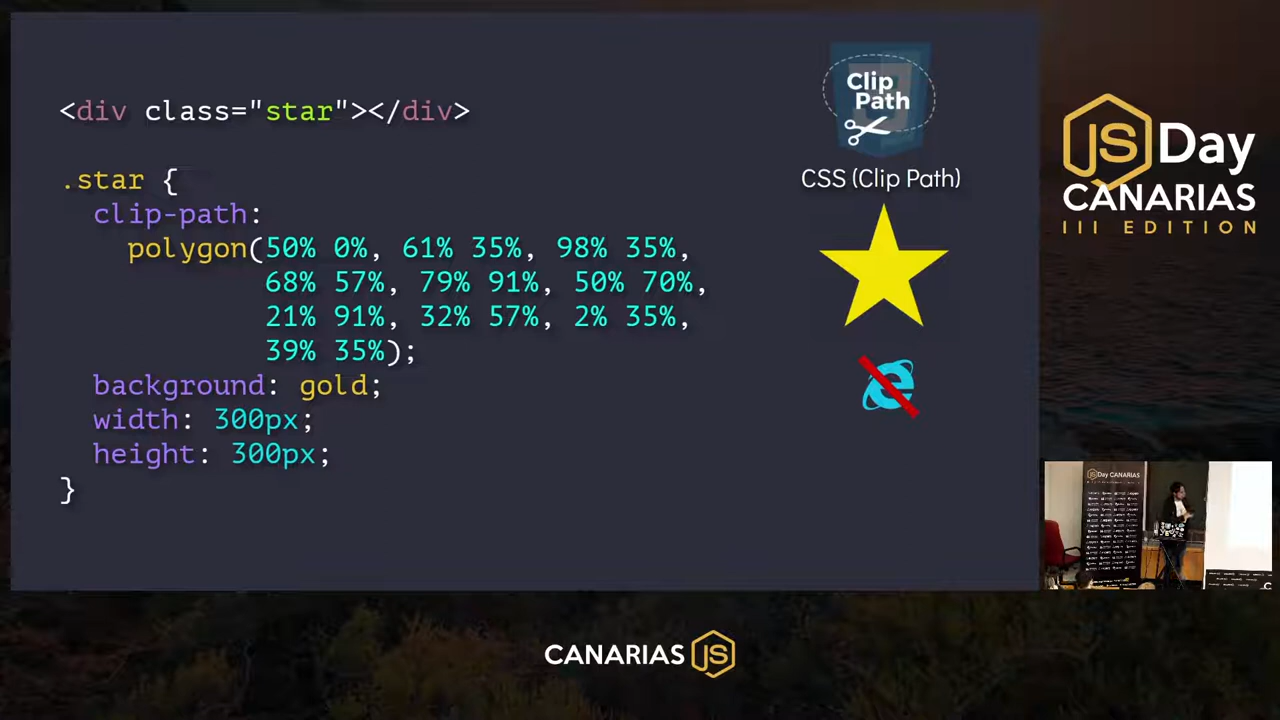 <div class="star"></div>
.star {
clip-path:
polygon(50% 0%, 61% 35%, 98% 35%,
68% 57%, 79% 91%, 50% 70%,
21% 91%, 32% 57%, 2% 35%,
39% 35%);
background: gold;
width: 300px;
height: 300px;
}
Clip
Path
CSS (Clip Path)
JS Day
CANARIAS
III EDITION
JSDay CANARIAS
CANARIAS JS